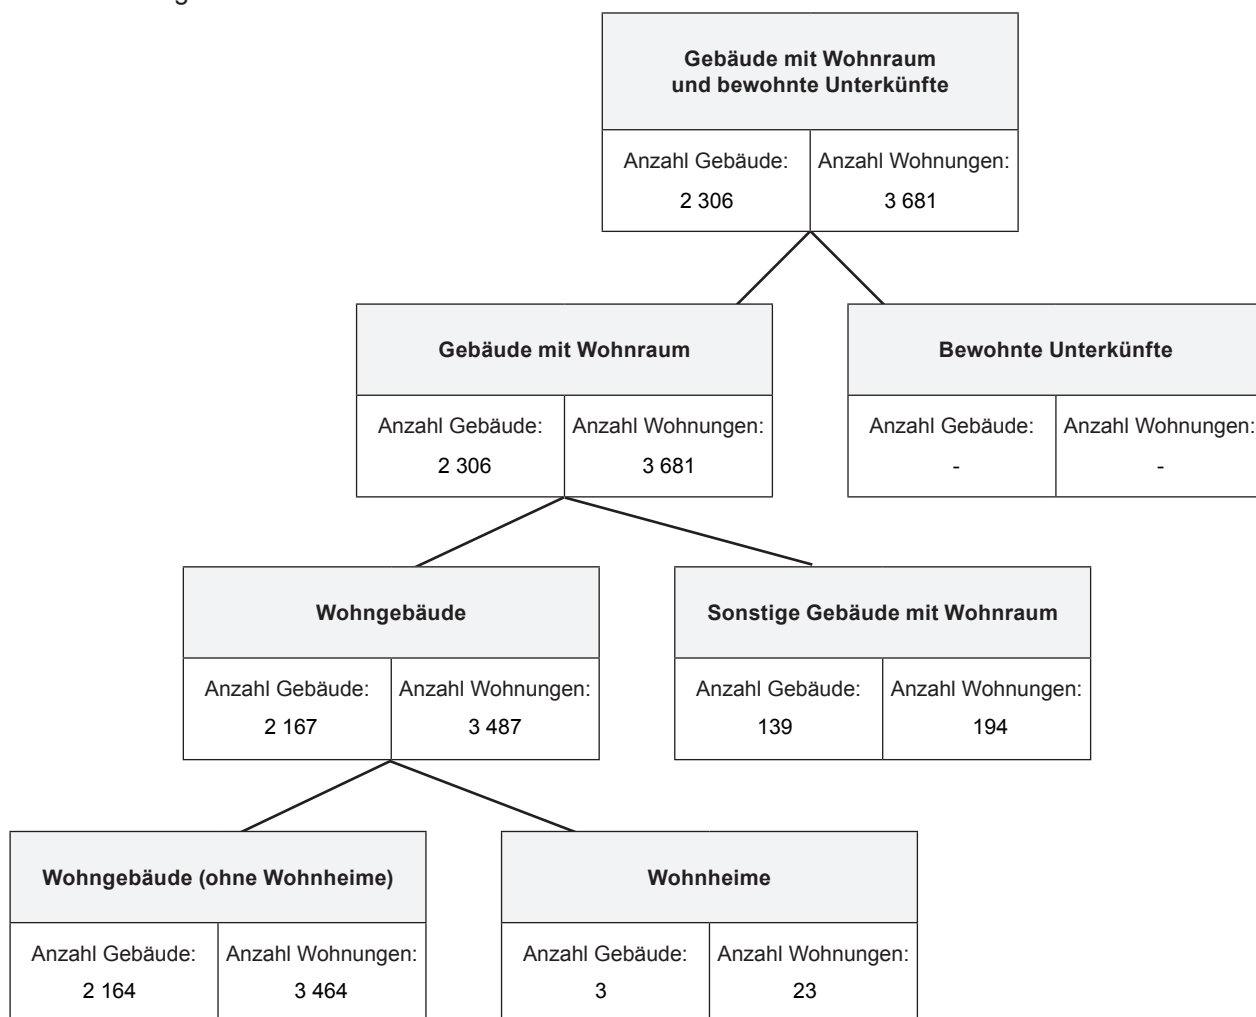 Gebäude mit Wohnraum
und bewohnte Unterkünfte
Anzahl Gebäude: Anzahl Wohnungen:
2 306 3 681
Gebäude mit Wohnraum
Bewohnte Unterkünfte
Anzahl Gebäude: Anzahl Wohnungen:
2 306 3 681
Anzahl Gebäude: Anzahl Wohnungen:
- -
Wohngebäude
Sonstige Gebäude mit Wohnraum
Anzahl Gebäude: Anzahl Wohnungen:
2 167 3 487
Anzahl Gebäude: Anzahl Wohnungen:
139 194
Wohngebäude (ohne Wohnheime)
Wohnheime
Anzahl Gebäude: Anzahl Wohnungen:
2 164 3 464
Anzahl Gebäude: Anzahl Wohnungen:
3 23